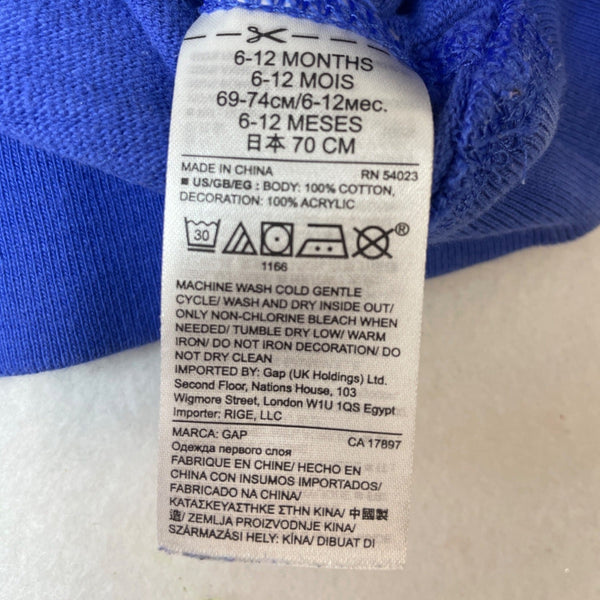 6-12 MONTHS
6-12 MOIS
69-74см/6-12мес.
6-12 MESES
日本 70 CM
MADE IN CHINA RN 54023
■ US/GB/EG : BODY: 100% COTTON,
DECORATION: 100% ACRYLIC
30 ®
1166
MACHINE WASH COLD GENTLE
CYCLE/ WASH AND DRY INSIDE OUT/
ONLY NON-CHLORINE BLEACH WHEN
NEEDED/ TUMBLE DRY LOW/ WARM
IRON/ DO NOT IRON DECORATION/ DO
NOT DRY CLEAN
IMPORTED BY: Gap (UK Holdings) Ltd.
Second Floor, Nations House, 103
Wigmore Street, London W1U 1QS Egypt
Importer: RIGE, LLC
MARCA: GAP CA 17897
Одежда первого слоя
FABRIQUE EN CHINE/ HECHO EN
CHINA CON INSUMOS IMPORTADOS/
FABRICADO NA CHINA/
ΚΑΤΑΣΚΕΥΑΣΤΗΚΕ ΣΤΗΝ ΚΙΝΑ/ 中國製
造/ ZEMLJA PROIZVODNJE KINA/
SZÁRMAZÁSI HELY: KÍNA/ DIBUAT DI